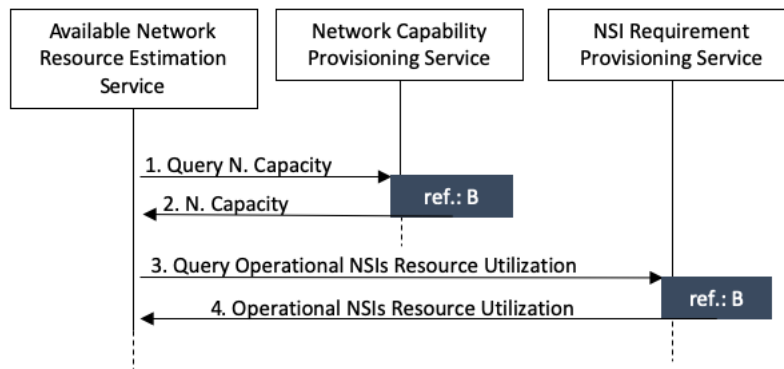 Available Network
Resource Estimation
Service
Network Capability
Provisioning Service
NSI Requirement
Provisioning Service
1. Query N. Capacity
ref.: B
2. N. Capacity
3. Query Operational NSIs Resource Utilization
ref.: B
4. Operational NSIs Resource Utilization